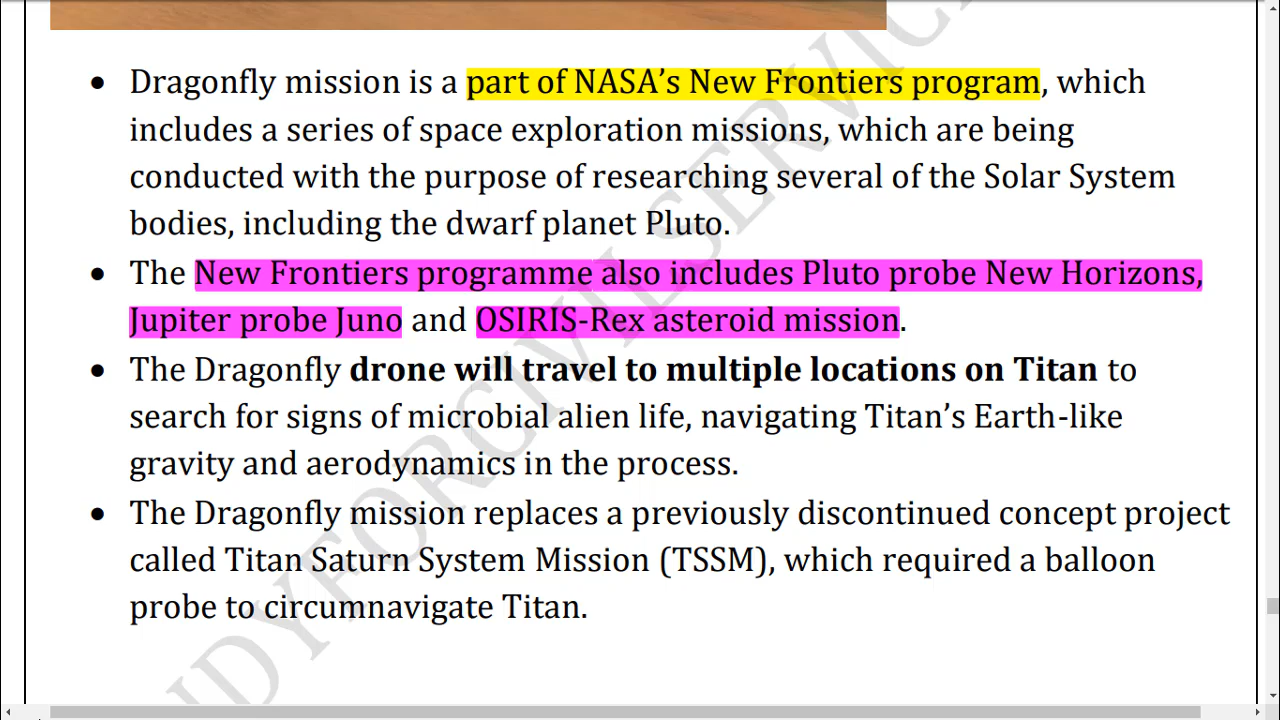 • Dragonfly mission is a part of NASA’s New Frontiers program, which
includes a series of space exploration missions, which are being
conducted with the purpose of researching several of the Solar System
bodies, including the dwarf planet Pluto.
• The New Frontiers programme also includes Pluto probe New Horizons,
Jupiter probe Juno and OSIRIS-Rex asteroid mission.
• The Dragonfly drone will travel to multiple locations on Titan to
search for signs of microbial alien life, navigating Titan’s Earth-like
gravity and aerodynamics in the process.
• The Dragonfly mission replaces a previously discontinued concept project
called Titan Saturn System Mission (TSSM), which required a balloon
probe to circumnavigate Titan.